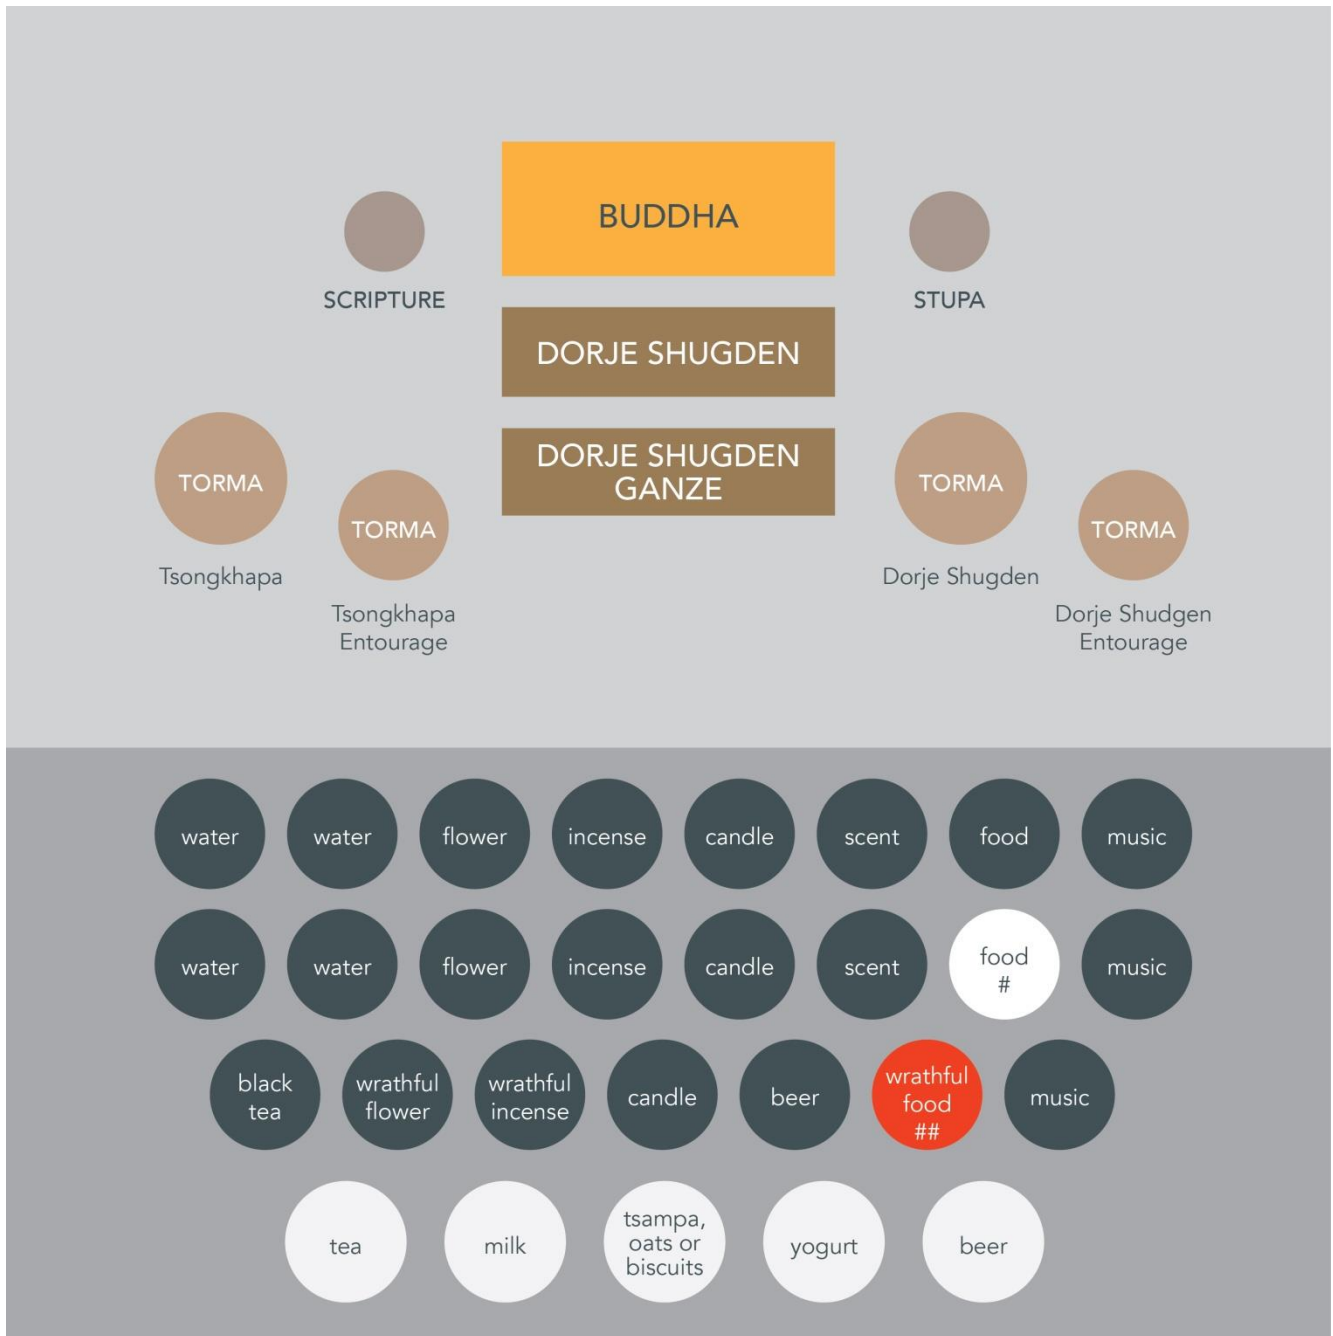 BUDDHA
SCRIPTURE
STUPA
DORJE SHUGDEN
DORJE SHUGDEN
GANZE
TORMA
Tsongkhapa
TORMA
Tsongkhapa
Entourage
TORMA
Dorje Shugden
TORMA
Dorje Shudgen
Entourage
water
water
flower
incense
candle
scent
food
music
water
water
flower
incense
candle
scent
food
#
music
black
tea
wrathful
flower
wrathful
incense
candle
beer
wrathful
food
##
music
tea
milk
tsampa,
oats or
biscuits
yogurt
beer